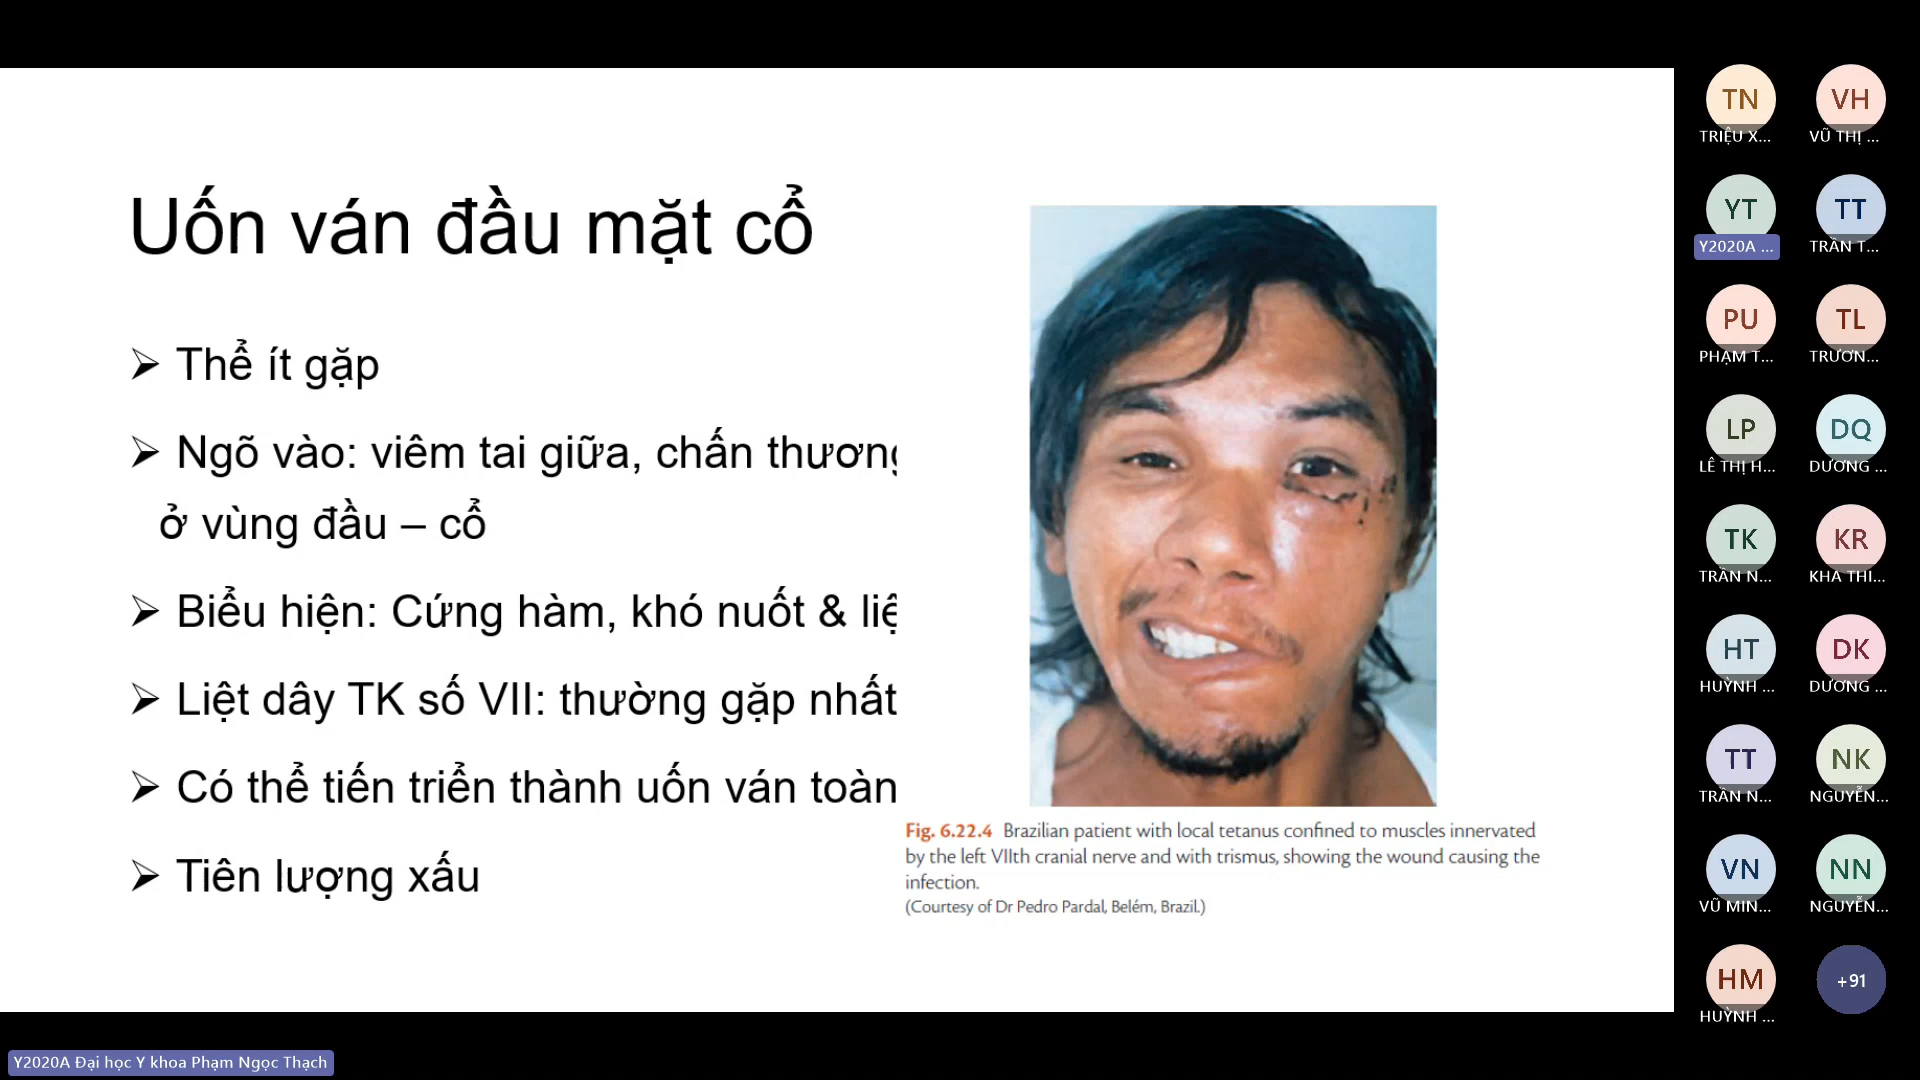 Uốn ván đầu mặt cổ
➢ Thể ít gặp
➢ Ngõ vào: viêm tai giữa, chấn thương
ở vùng đầu – cổ
➢ Biểu hiện: Cứng hàm, khó nuốt & liệ
➢ Liệt dây TK số VII: thường gặp nhất
➢ Có thể tiến triển thành uốn ván toàn
➢ Tiên lượng xấu
Fig. 6.22.4 Brazilian patient with local tetanus confined to muscles innervated
by the left VIIth cranial nerve and with trismus, showing the wound causing the
infection.
(Courtesy of Dr Pedro Pardal, Belém, Brazil.)
TN
TRIỆU X...
VH
VŨ THỊ ...
YT
Y2020A ...
TT
TRẦN T...
PU
PHẠM T...
TL
TRƯƠN...
LP
LÊ THỊ H...
DQ
DƯƠNG ...
TK
TRẦN N...
KR
KHA THI...
HT
HUỲNH ...
DK
DƯƠNG ...
TT
TRẦN N...
NK
NGUYỄN...
VN
VŨ MIN...
NN
NGUYỄN...
HM
HUỲNH ...
+91
Y2020A Đại học Y khoa Phạm Ngọc Thạch